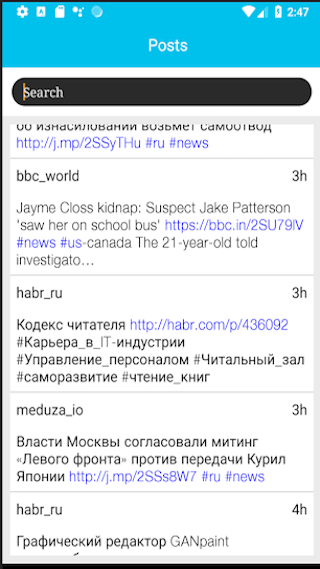 2:47
Posts
Search
об изнасиловании возьмет самоотвод
http://j.mp/2SSyTHu #ru #news
bbc_world 3h
Jayme Closs kidnap: Suspect Jake Patterson
'saw her on school bus' https://bbc.in/2SU79IV
#news #us-canada The 21-year-old told
investigato…
habr_ru 3h
Кодекс читателя http://habr.com/p/436092
#Карьера_в_IT-индустрии
#Управление_персоналом #Читальный_зал
#саморазвитие #чтение_книг
meduza_io 3h
Власти Москвы согласовали митинг
«Левого фронта» против передачи Курил
Японии http://j.mp/2SSs8W7 #ru #news
habr_ru 4h
Графический редактор GANpaint